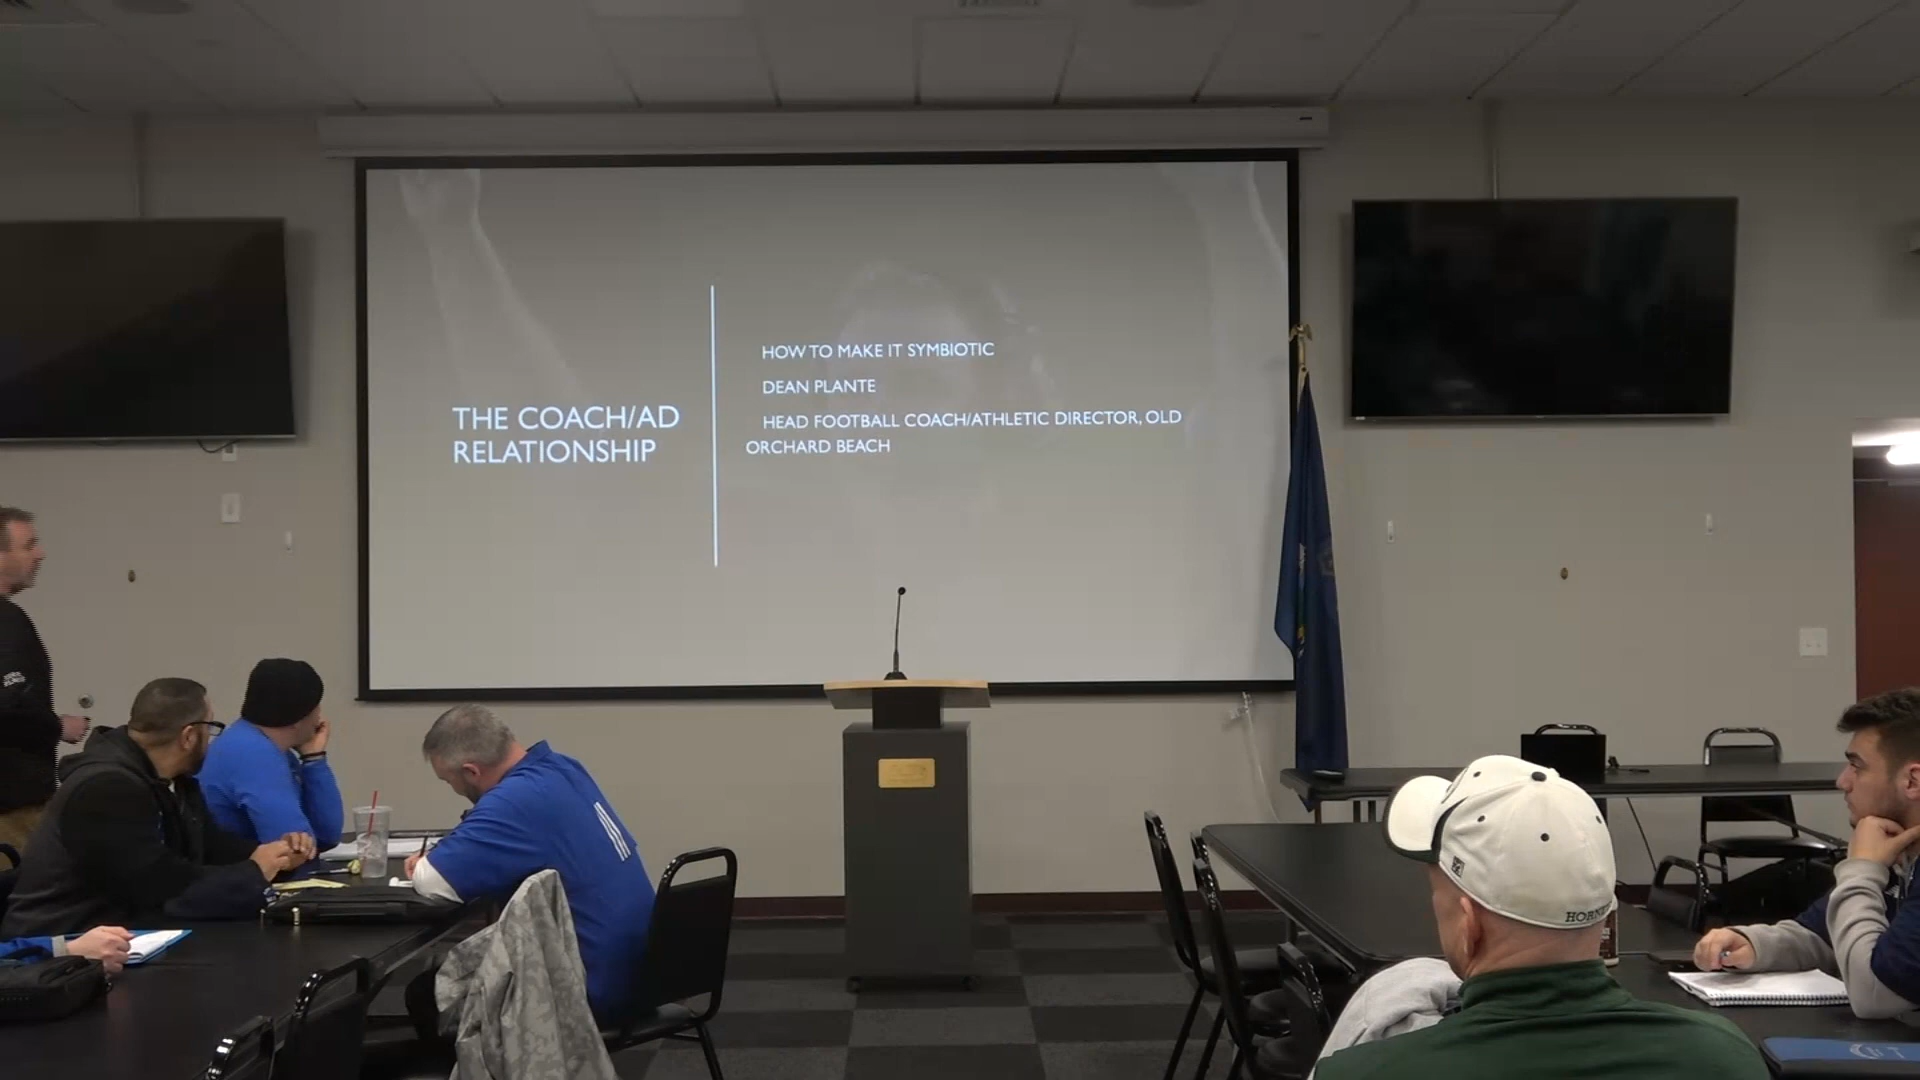 THE COACH/AD
RELATIONSHIP
HOW TO MAKE IT SYMBIOTIC
DEAN PLANTE
HEAD FOOTBALL COACH/ATHLETIC DIRECTOR, OLD
ORCHARD BEACH